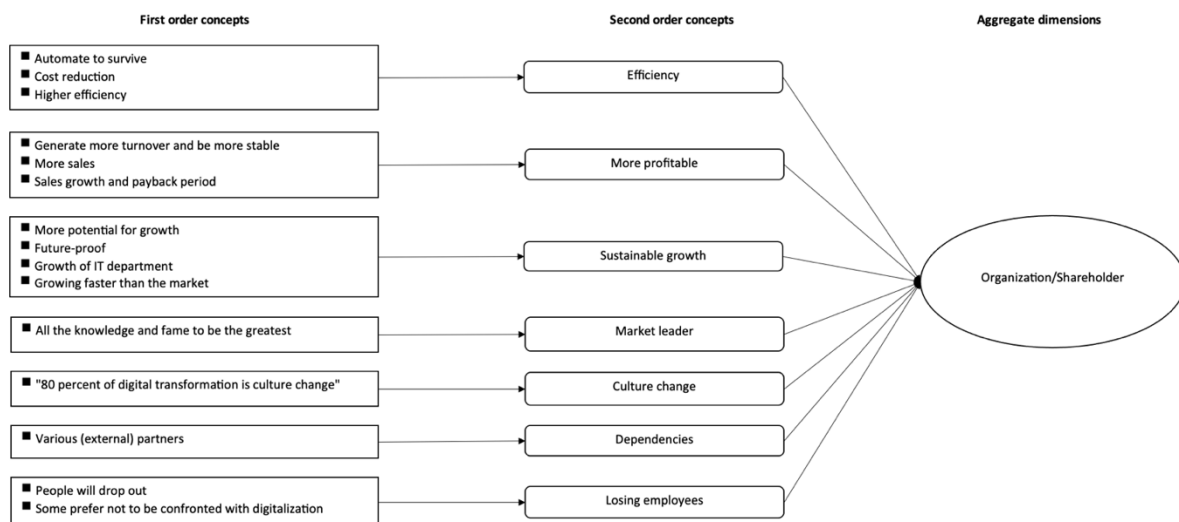 First order concepts
Second order concepts
Aggregate dimensions
■ Automate to survive
■ Cost reduction
■ Higher efficiency
Efficiency
■ Generate more turnover and be more stable
■ More sales
■ Sales growth and payback period
More profitable
■ More potential for growth
■ Future-proof
■ Growth of IT department
■ Growing faster than the market
Sustainable growth
Organization/Shareholder
■ All the knowledge and fame to be the greatest
Market leader
■ "80 percent of digital transformation is culture change"
Culture change
■ Various (external) partners
Dependencies
■ People will drop out
■ Some prefer not to be confronted with digitalization
Losing employees